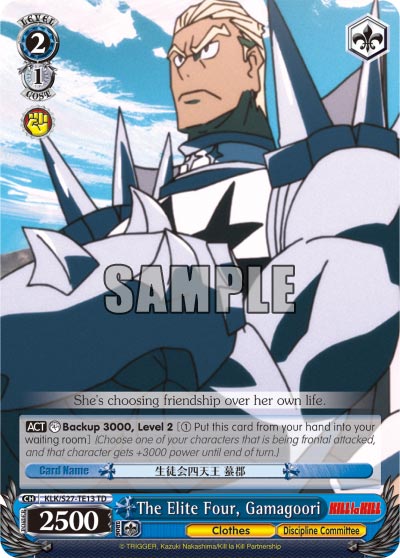 LEVEL
2
1
COST
SAMPLE
She's choosing friendship over her own life.
ACT Backup 3000, Level 2 [① Put this card from your hand into your
waiting room] (Choose one of your characters that is being frontal attacked,
and that character gets +3000 power until end of turn.)
Card Name 生徒会四天王 蟇郡
CH KLK/S27-TE13 TD
The Elite Four, Gamagoori
KILL la KILL
POWER
2500
Clothes
Discipline Committee
© TRIGGER, Kazuki Nakashima/Kill la Kill Partnership